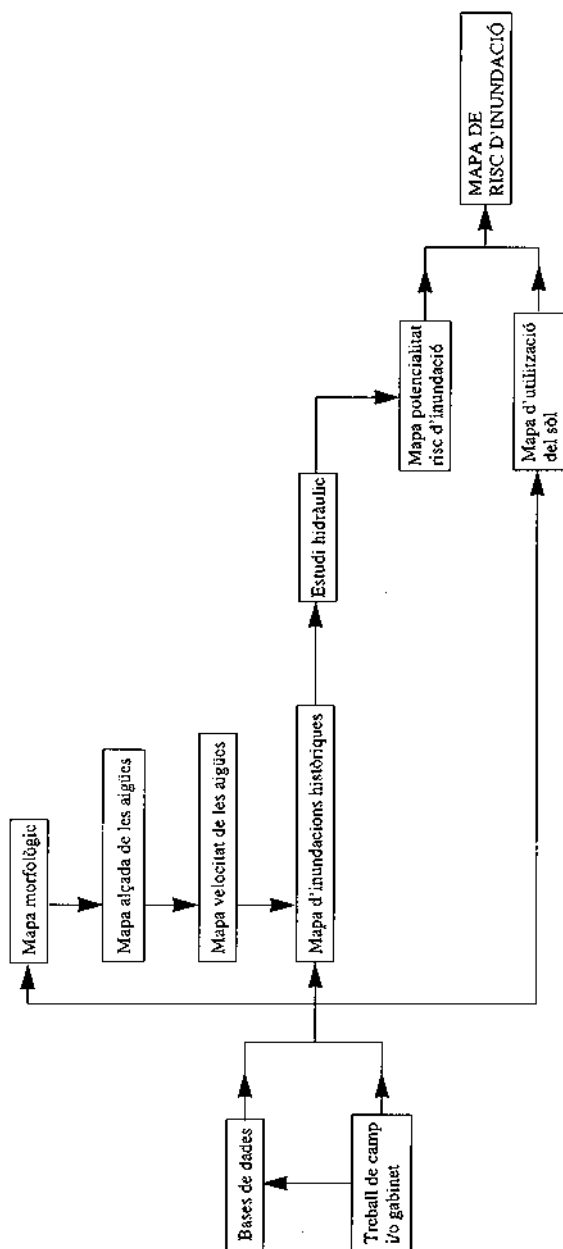 Bases de dades
Treball de camp
i/o gabinet
Mapa morfològic
Mapa alçada de les aigües
Mapa velocitat de les aigües
Mapa d'inundacions històriques
Estudi hidràulic
Mapa potencialitat
risc d'inundació
Mapa d'utilització
del sòl
MAPA DE
RISC D'INUNDACIÓ